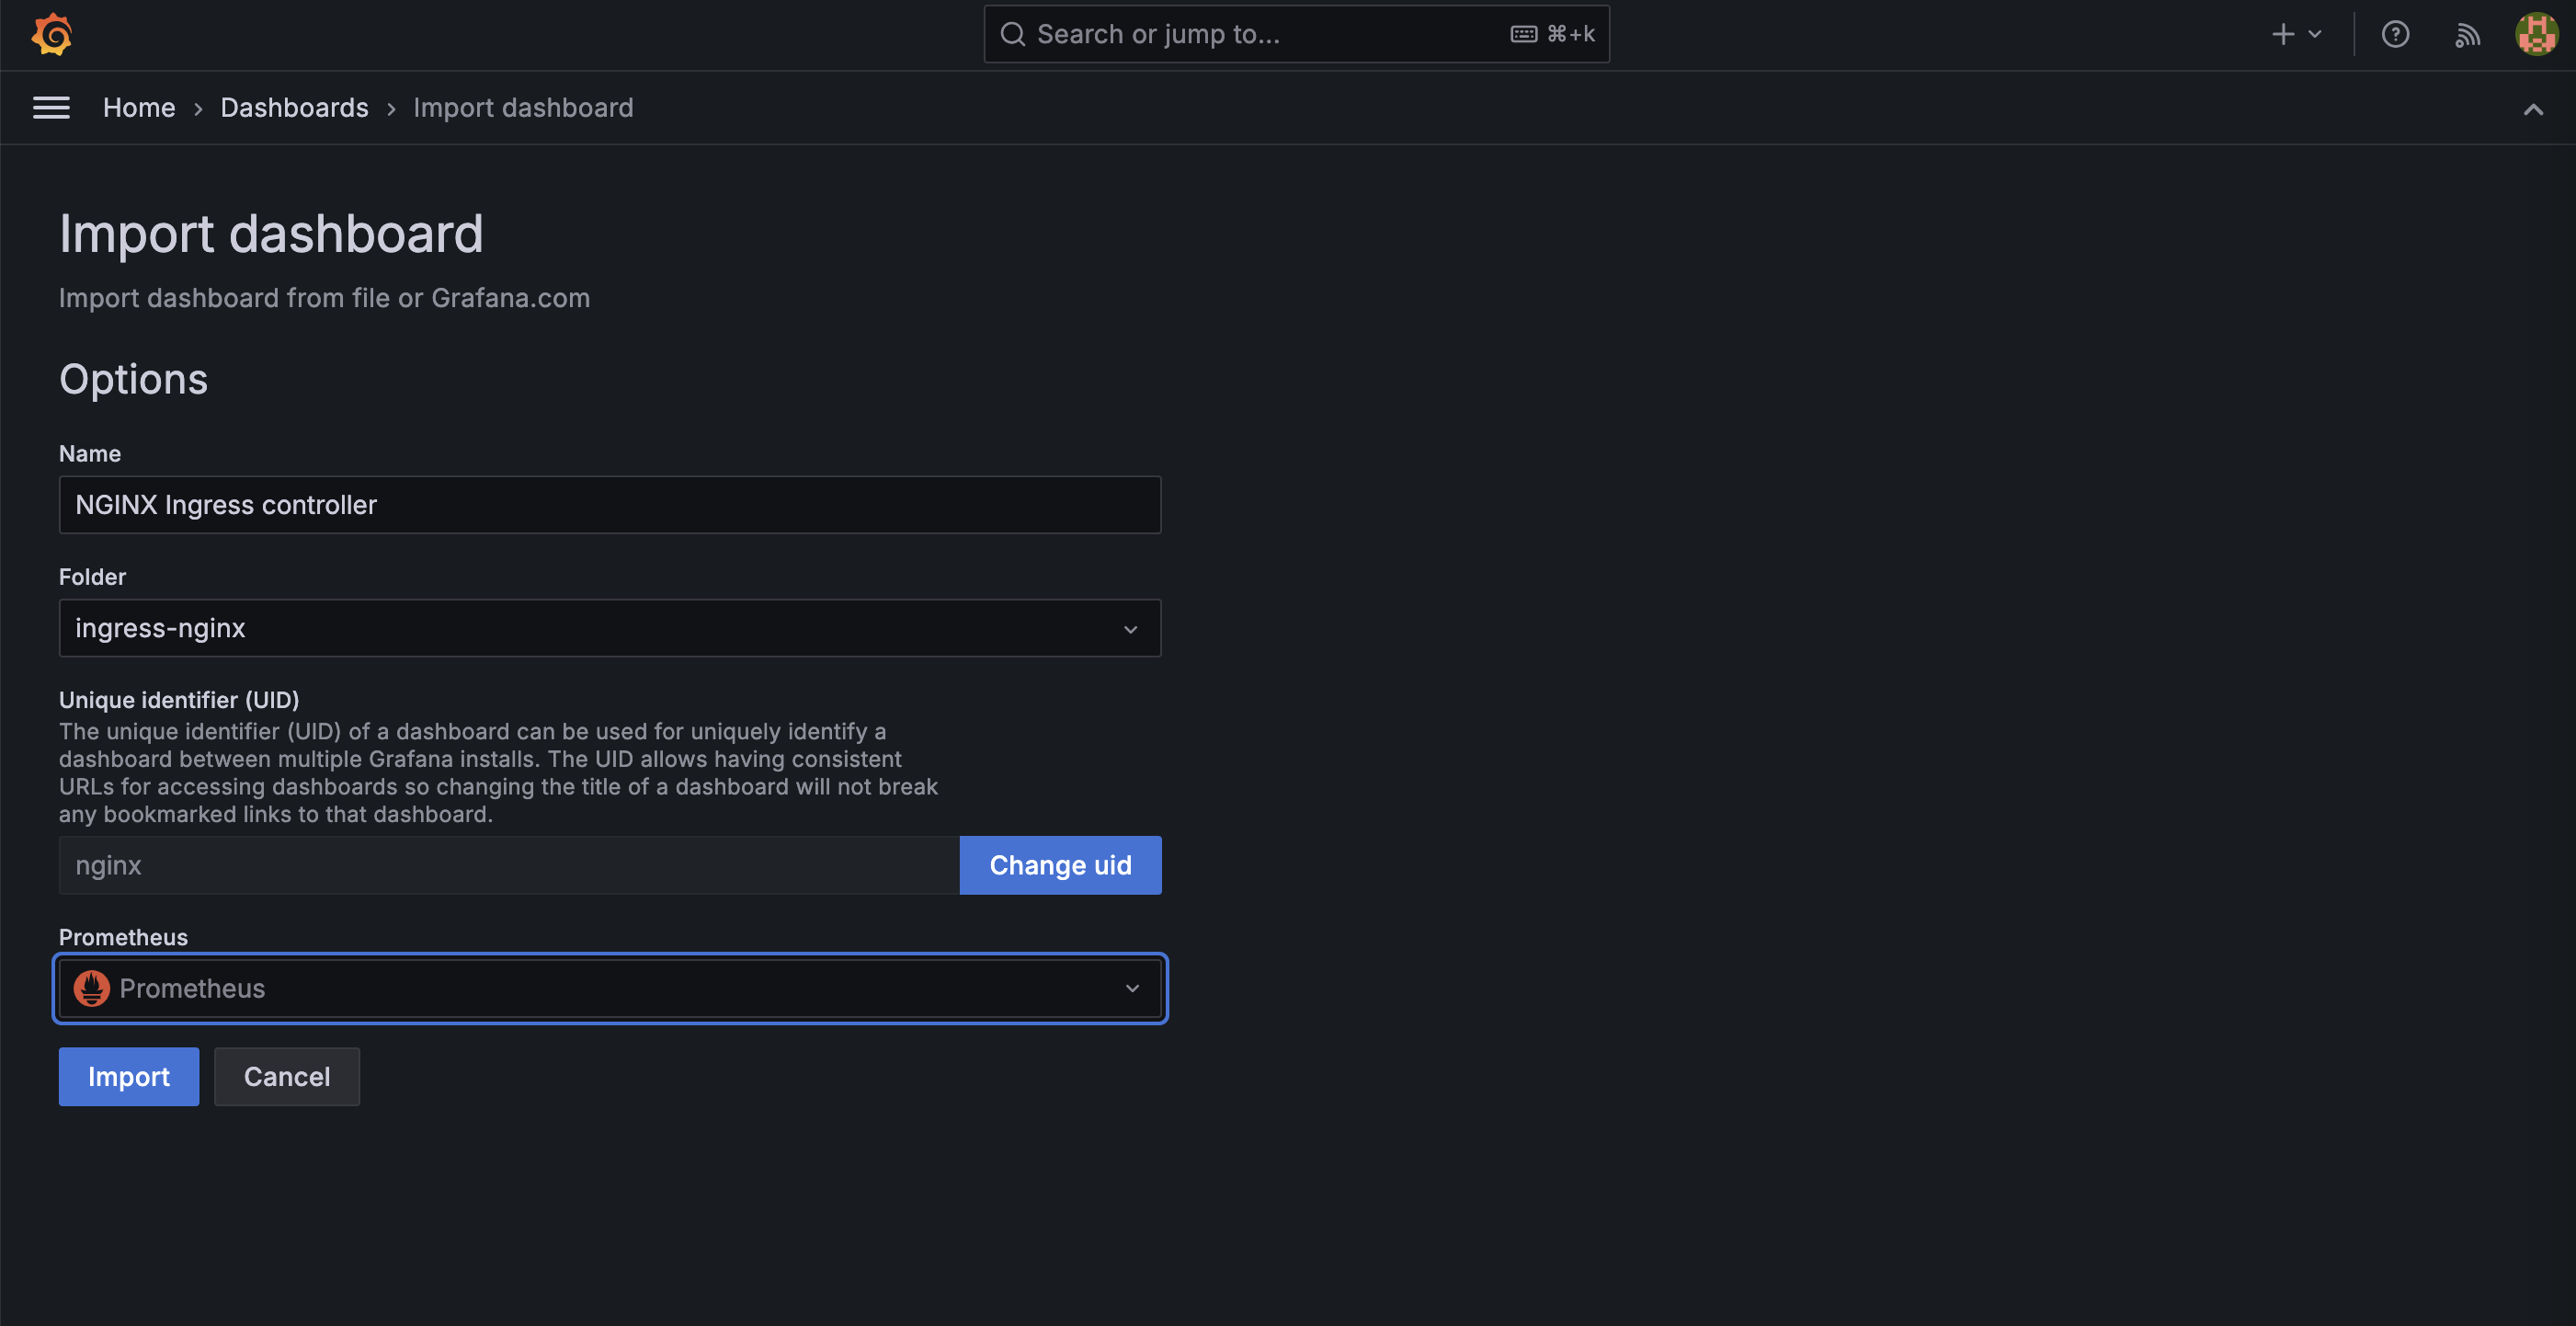 Search or jump to...
⌘+k
Home › Dashboards › Import dashboard
Import dashboard
Import dashboard from file or Grafana.com
Options
Name
NGINX Ingress controller
Folder
ingress-nginx
Unique identifier (UID)
The unique identifier (UID) of a dashboard can be used for uniquely identify a
dashboard between multiple Grafana installs. The UID allows having consistent
URLs for accessing dashboards so changing the title of a dashboard will not break
any bookmarked links to that dashboard.
nginx
Change uid
Prometheus
Prometheus
Import
Cancel